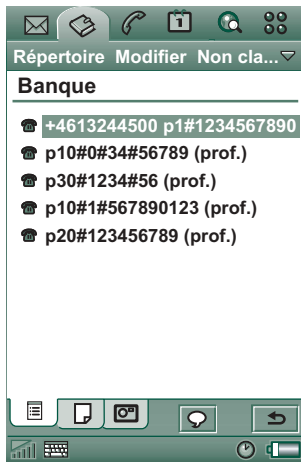 Répertoire Modifier Non cla...
Banque
+4613244500 p1#1234567890
p10#0#34#56789 (prof.)
p30#1234#56 (prof.)
p10#1#567890123 (prof.)
p20#123456789 (prof.)